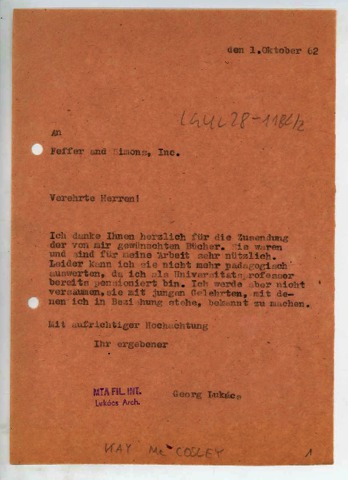 den 1.Oktober 62
LGYL 28-1184/2
An
Feffer and Simons, Inc.
Verehrte Herren!
Ich danke Ihnen herzlich für die Zusendung
der von mir gewünschten Bücher. Sie waren
und sind für meine Arbeit sehr nützlich.
Leider kann ich sie nicht mehr pädagogisch
auswerten, da ich als Universitätsprofessor
bereits pensioniert bin. Ich werde aber nicht
versäumen, sie mit jungen Gelehrten, mit de-
nen ich in Beziehung stehe, bekannt zu machen.
Mit aufrichtiger Hochachtung
Ihr ergebener
MTA FIL. INT.
Lukács Arch.
Georg Lukács
KAY Mc COLLEY
1